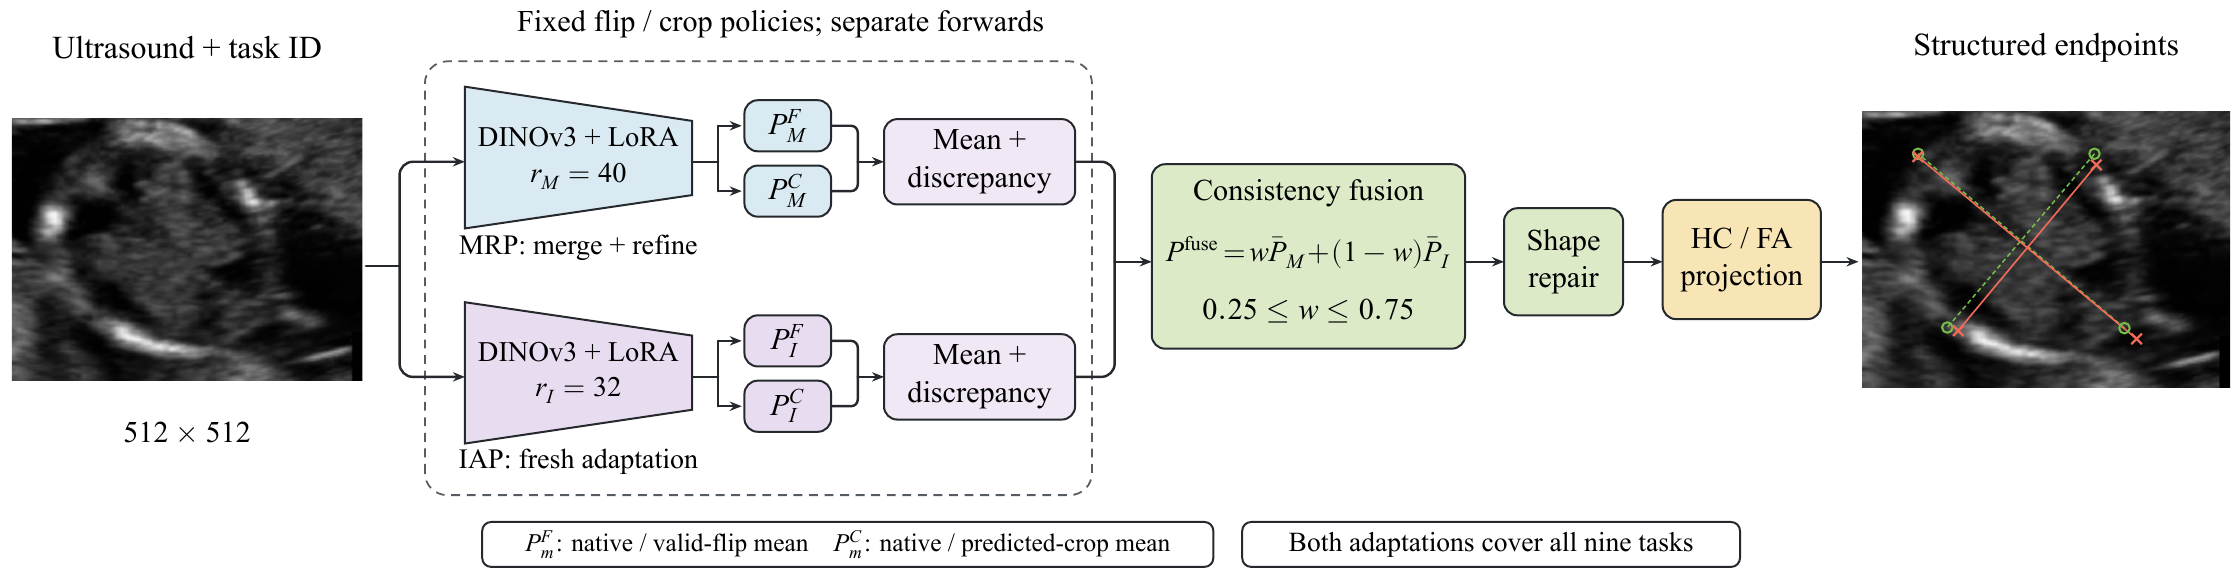 Fixed flip / crop policies; separate forwards
Ultrasound + task ID
Structured endpoints
512 × 512
DINOv3 + LoRA
r_M = 40
MRP: merge + refine
P_M^F
P_M^C
Mean +
discrepancy
DINOv3 + LoRA
r_I = 32
IAP: fresh adaptation
P_I^F
P_I^C
Mean +
discrepancy
Consistency fusion
P^fuse = wP̄_M + (1 − w)P̄_I
0.25 ≤ w ≤ 0.75
Shape
repair
HC / FA
projection
P_m^F: native / valid-flip mean P_m^C: native / predicted-crop mean
Both adaptations cover all nine tasks